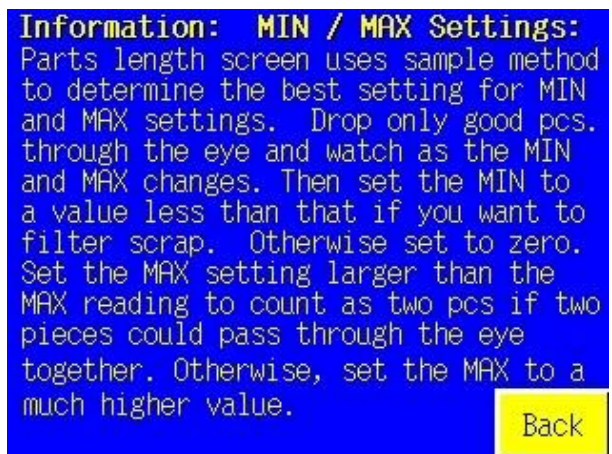 Information: MIN / MAX Settings:
Parts length screen uses sample method
to determine the best setting for MIN
and MAX settings. Drop only good pcs.
through the eye and watch as the MIN
and MAX changes. Then set the MIN to
a value less than that if you want to
filter scrap. Otherwise set to zero.
Set the MAX setting larger than the
MAX reading to count as two pcs if two
pieces could pass through the eye
together. Otherwise, set the MAX to a
much higher value.
Back